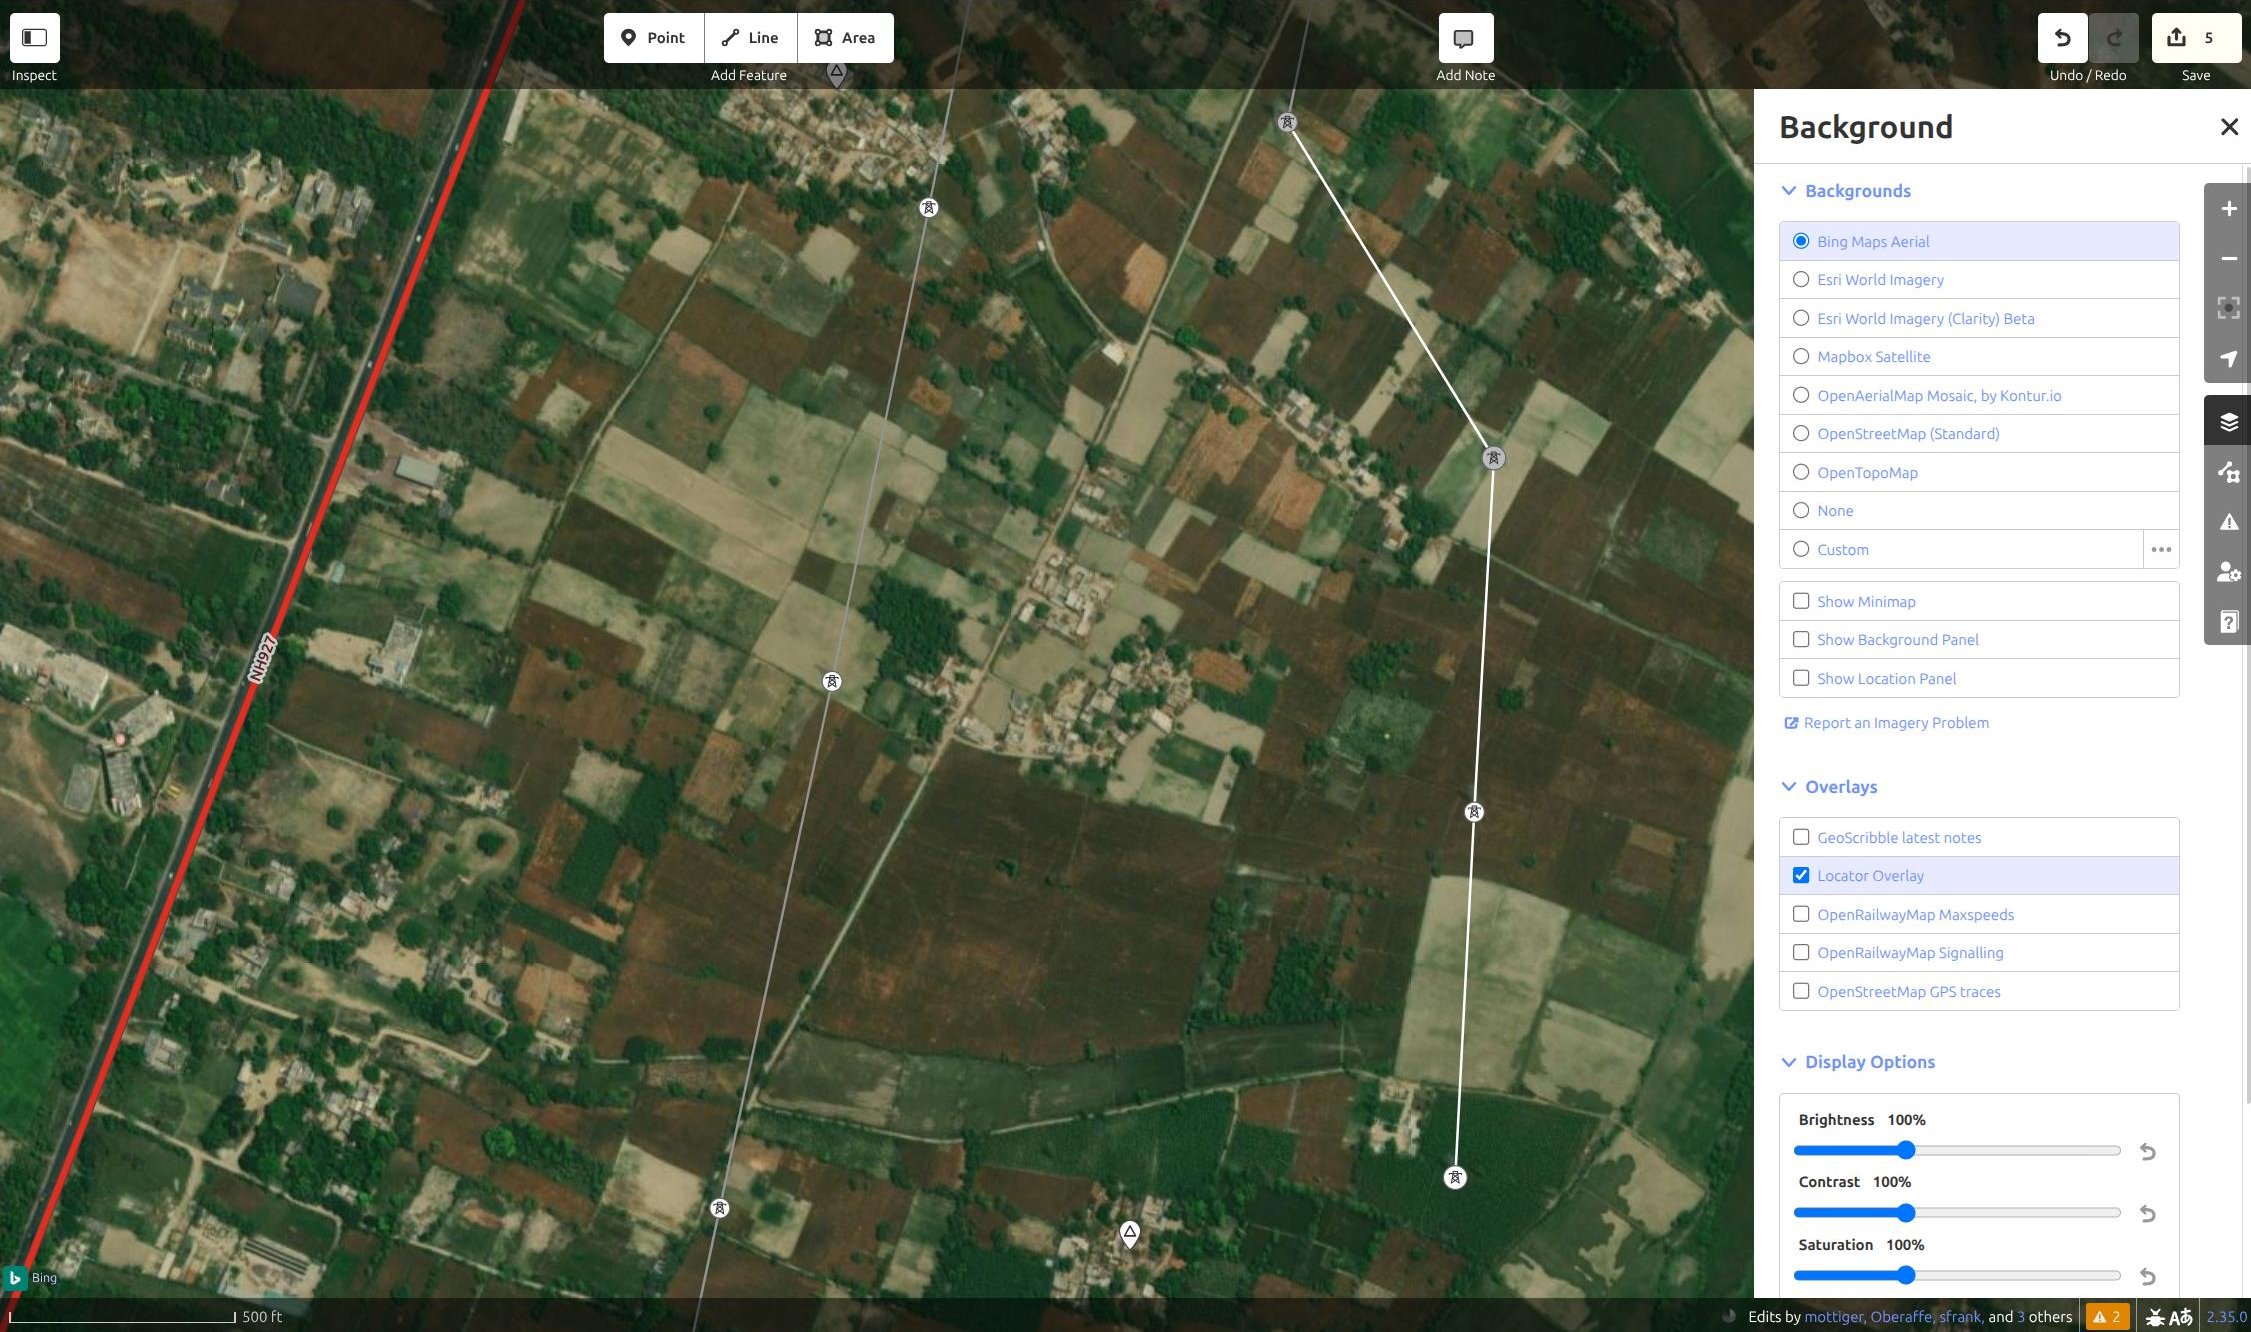 Point
Line
Area
5
Inspect
Add Feature
Add Note
Undo / Redo
Save
Background
Backgrounds
Bing Maps Aerial
Esri World Imagery
Esri World Imagery (Clarity) Beta
Mapbox Satellite
OpenAerialMap Mosaic, by Kontur.io
OpenStreetMap (Standard)
OpenTopoMap
None
Custom
Show Minimap
Show Background Panel
Show Location Panel
Report an Imagery Problem
Overlays
GeoScribble latest notes
Locator Overlay
OpenRailwayMap Maxspeeds
OpenRailwayMap Signalling
OpenStreetMap GPS traces
Display Options
Brightness 100%
Contrast 100%
Saturation 100%
NH927
Bing
500 ft
Edits by mottiger, Oberaffe, sfrank, and 3 others
2
Aあ
2.35.0